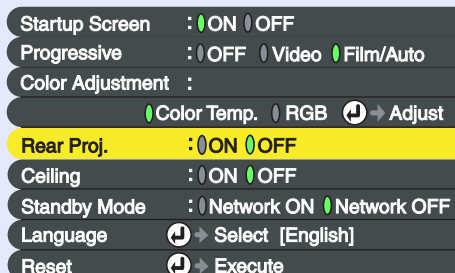 Startup Screen : ON OFF
Progressive : OFF Video Film/Auto
Color Adjustment :
Color Temp. RGB Adjust
Rear Proj. : ON OFF
Ceiling : ON OFF
Standby Mode : Network ON Network OFF
Language Select [English]
Reset Execute